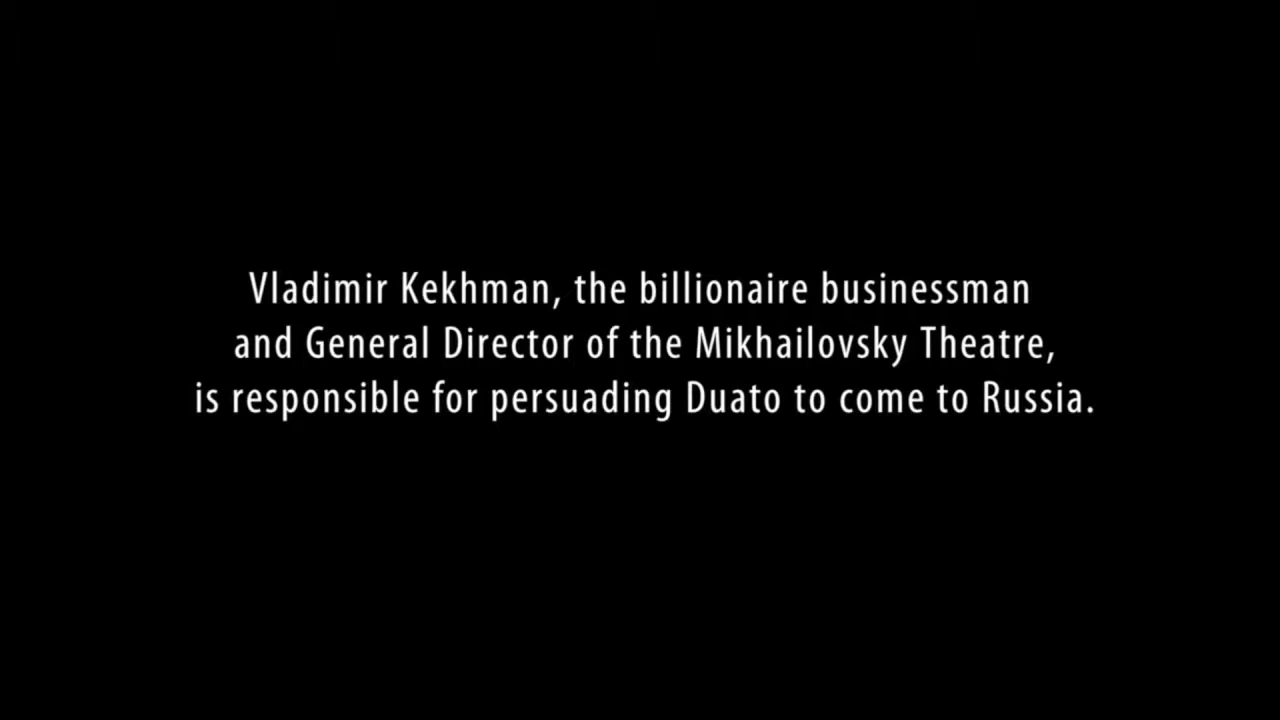 Vladimir Kekhman, the billionaire businessman
and General Director of the Mikhailovsky Theatre,
is responsible for persuading Duato to come to Russia.